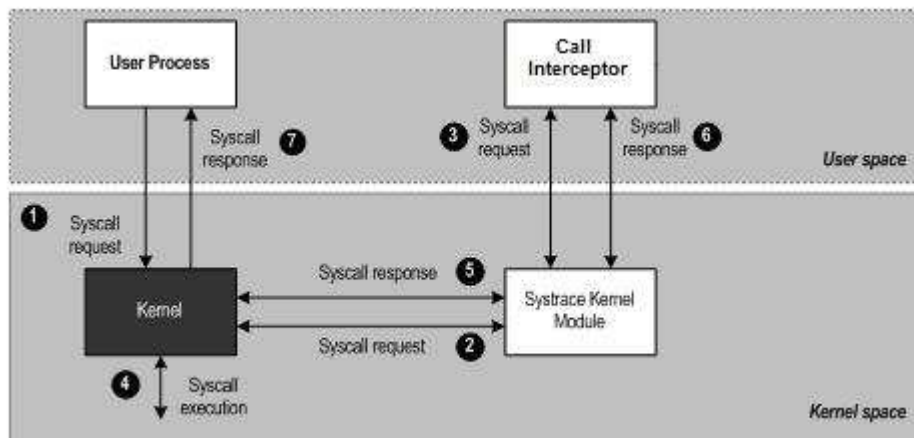 User Process
Call
Interceptor
Syscall
response
7
3
Syscall
request
Syscall
response
6
User space
1
Syscall
request
Syscall response
5
Kernel
Systrace Kernel
Module
Syscall request
2
4
Syscall
execution
Kernel space